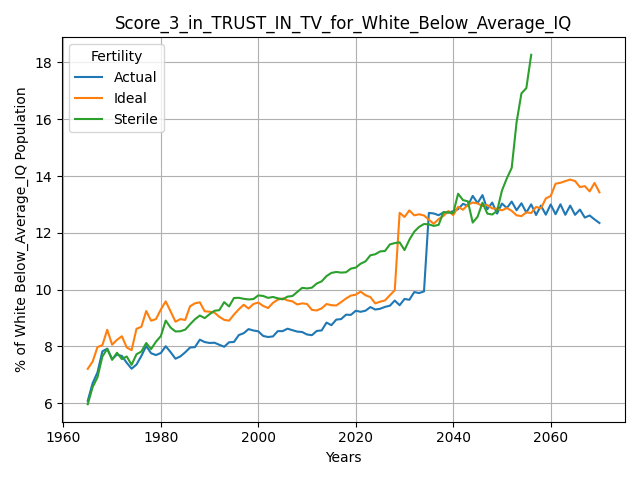 Score_3_in_TRUST_IN_TV_for_White_Below_Average_IQ
Fertility
Actual
Ideal
Sterile
% of White Below_Average_IQ Population
18
16
14
12
10
8
6
1960
1980
2000
2020
2040
2060
Years